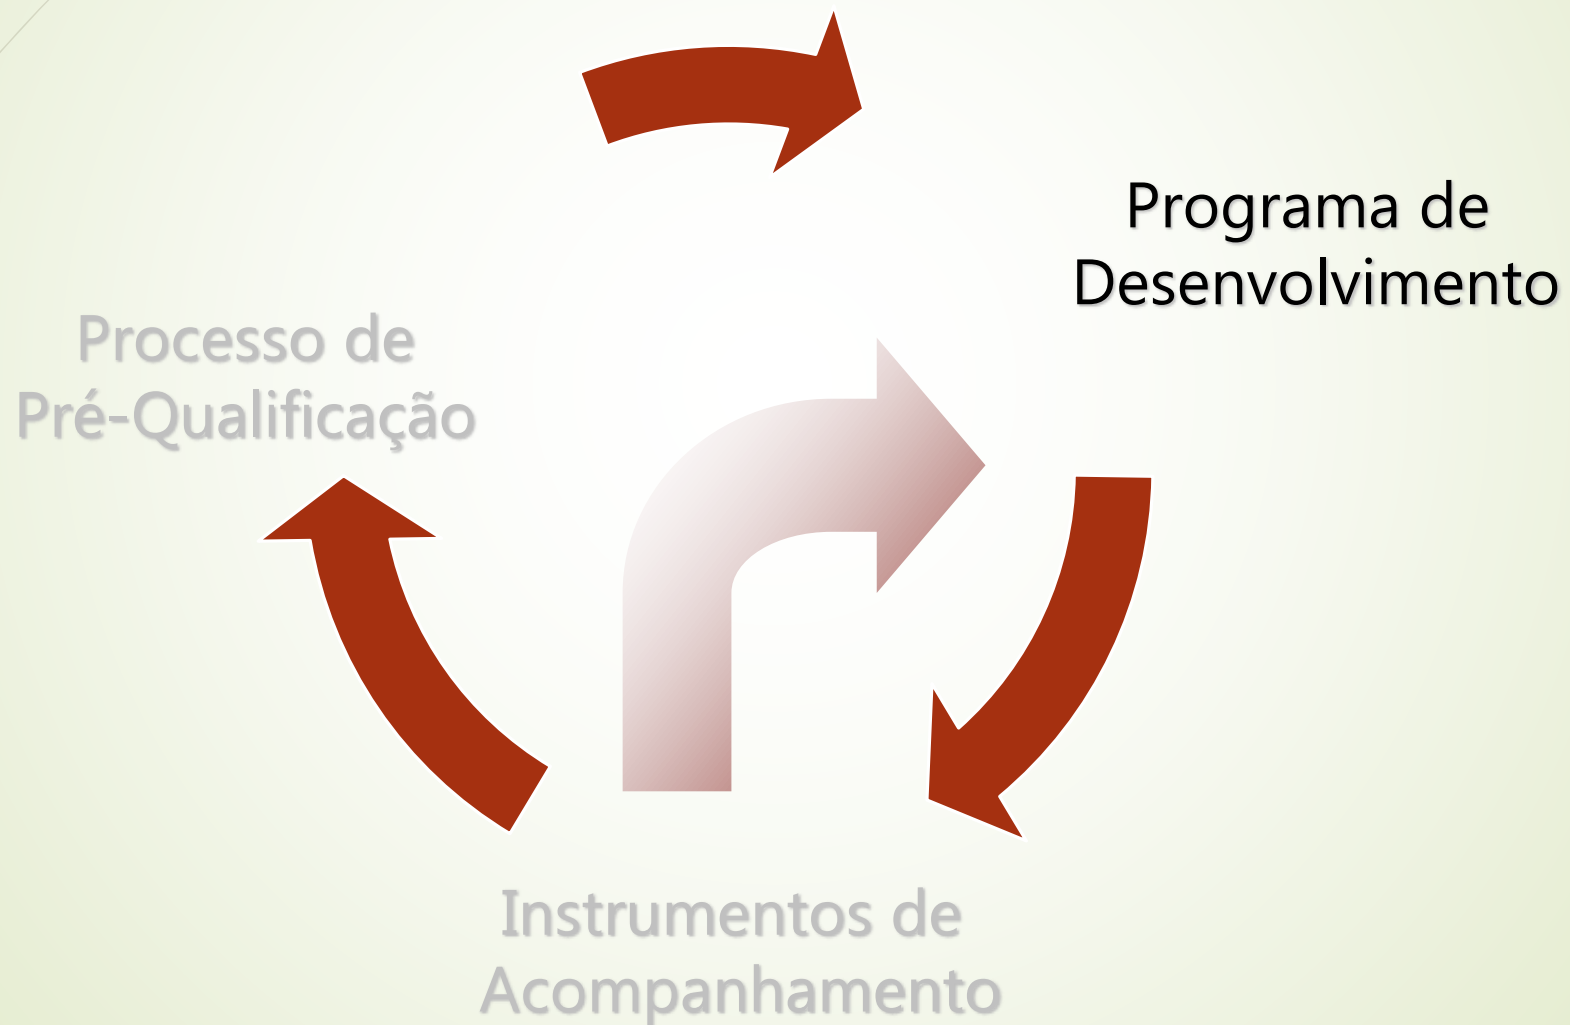 Programa de
Desenvolvimento
Processo de
Pré-Qualificação
Instrumentos de
Acompanhamento